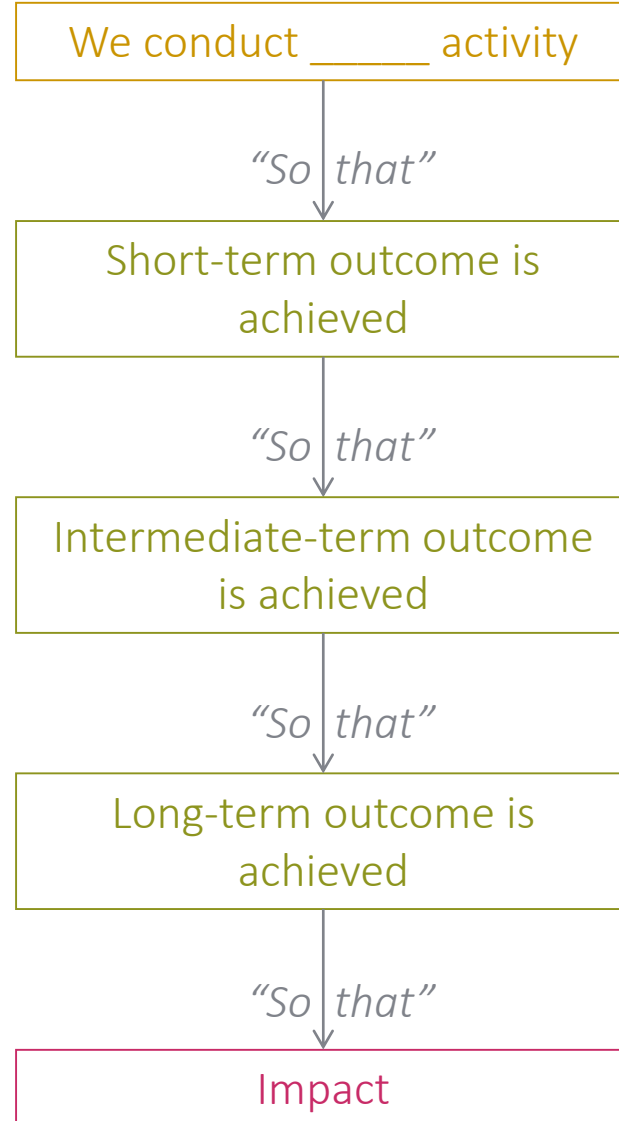 We conduct _____ activity
“So that”
Short-term outcome is
achieved
“So that”
Intermediate-term outcome
is achieved
“So that”
Long-term outcome is
achieved
“So that”
Impact